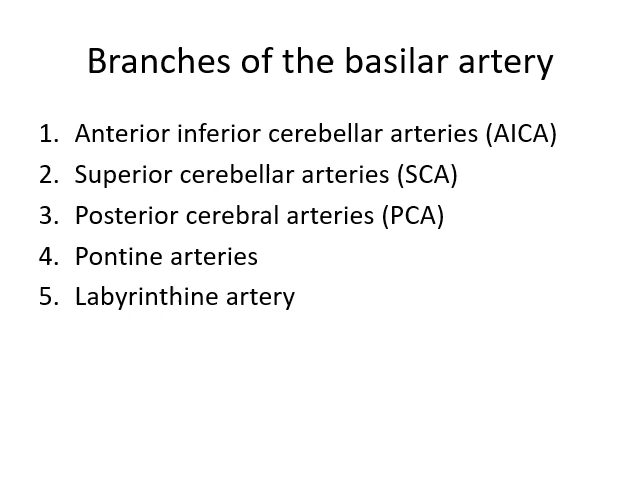 Branches of the basilar artery
1. Anterior inferior cerebellar arteries (AICA)
2. Superior cerebellar arteries (SCA)
3. Posterior cerebral arteries (PCA)
4. Pontine arteries
5. Labyrinthine artery